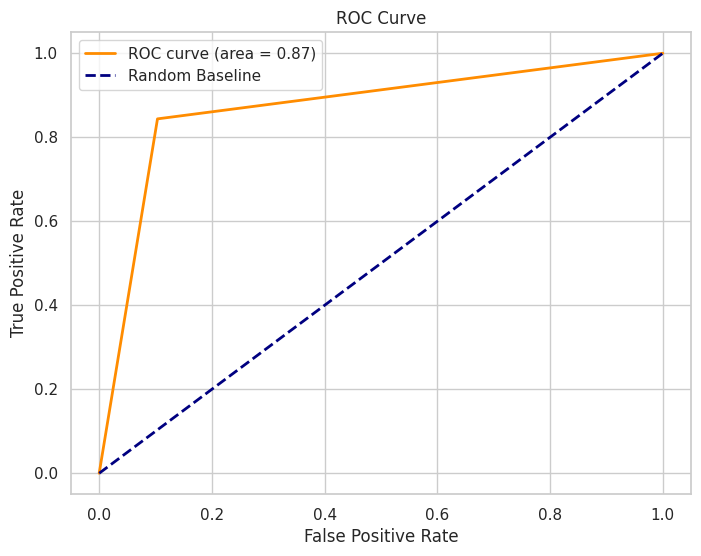 ROC Curve
ROC curve (area = 0.87)
Random Baseline
1.0
0.8
0.6
0.4
0.2
0.0
True Positive Rate
0.0 0.2 0.4 0.6 0.8 1.0
False Positive Rate